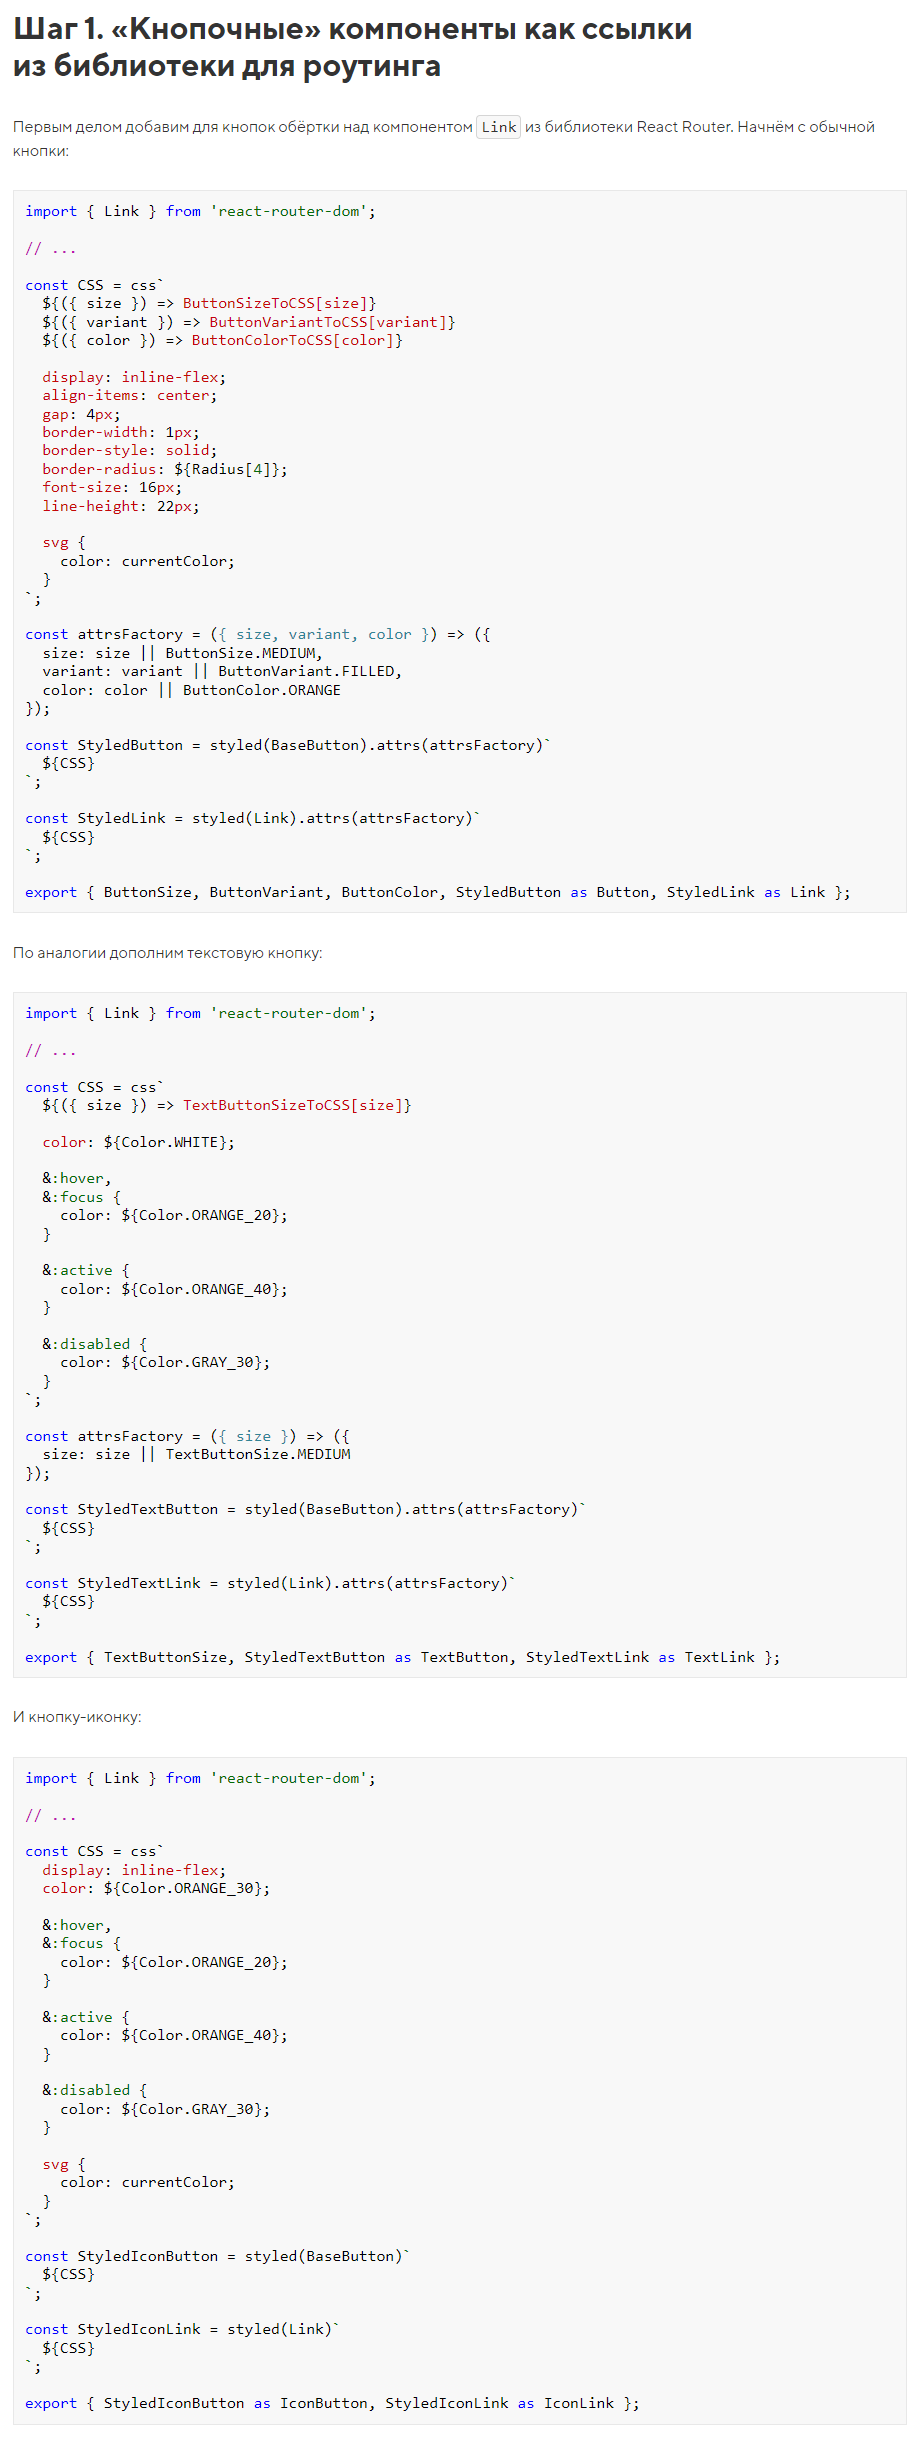 Шаг 1. «Кнопочные» компоненты как ссылки
из библиотеки для роутинга
Первым делом добавим для кнопок обёртки над компонентом Link из библиотеки React Router. Начнём с обычной
кнопки:
import { Link } from 'react-router-dom';
// ...
const CSS = css`
  ${({ size }) => ButtonSizeToCSS[size]}
  ${({ variant }) => ButtonVariantToCSS[variant]}
  ${({ color }) => ButtonColorToCSS[color]}
  display: inline-flex;
  align-items: center;
  gap: 4px;
  border-width: 1px;
  border-style: solid;
  border-radius: ${Radius[4]};
  font-size: 16px;
  line-height: 22px;
  svg {
    color: currentColor;
  }
`;
const attrsFactory = ({ size, variant, color }) => ({
  size: size || ButtonSize.MEDIUM,
  variant: variant || ButtonVariant.FILLED,
  color: color || ButtonColor.ORANGE
});
const StyledButton = styled(BaseButton).attrs(attrsFactory)`
  ${CSS}
`;
const StyledLink = styled(Link).attrs(attrsFactory)`
  ${CSS}
`;
export { ButtonSize, ButtonVariant, ButtonColor, StyledButton as Button, StyledLink as Link };
По аналогии дополним текстовую кнопку:
import { Link } from 'react-router-dom';
// ...
const CSS = css`
  ${({ size }) => TextButtonSizeToCSS[size]}
  color: ${Color.WHITE};
  &:hover,
  &:focus {
    color: ${Color.ORANGE_20};
  }
  &:active {
    color: ${Color.ORANGE_40};
  }
  &:disabled {
    color: ${Color.GRAY_30};
  }
`;
const attrsFactory = ({ size }) => ({
  size: size || TextButtonSize.MEDIUM
});
const StyledTextButton = styled(BaseButton).attrs(attrsFactory)`
  ${CSS}
`;
const StyledTextLink = styled(Link).attrs(attrsFactory)`
  ${CSS}
`;
export { TextButtonSize, StyledTextButton as TextButton, StyledTextLink as TextLink };
И кнопку-иконку:
import { Link } from 'react-router-dom';
// ...
const CSS = css`
  display: inline-flex;
  color: ${Color.ORANGE_30};
  &:hover,
  &:focus {
    color: ${Color.ORANGE_20};
  }
  &:active {
    color: ${Color.ORANGE_40};
  }
  &:disabled {
    color: ${Color.GRAY_30};
  }
  svg {
    color: currentColor;
  }
`;
const StyledIconButton = styled(BaseButton)`
  ${CSS}
`;
const StyledIconLink = styled(Link)`
  ${CSS}
`;
export { StyledIconButton as IconButton, StyledIconLink as IconLink };